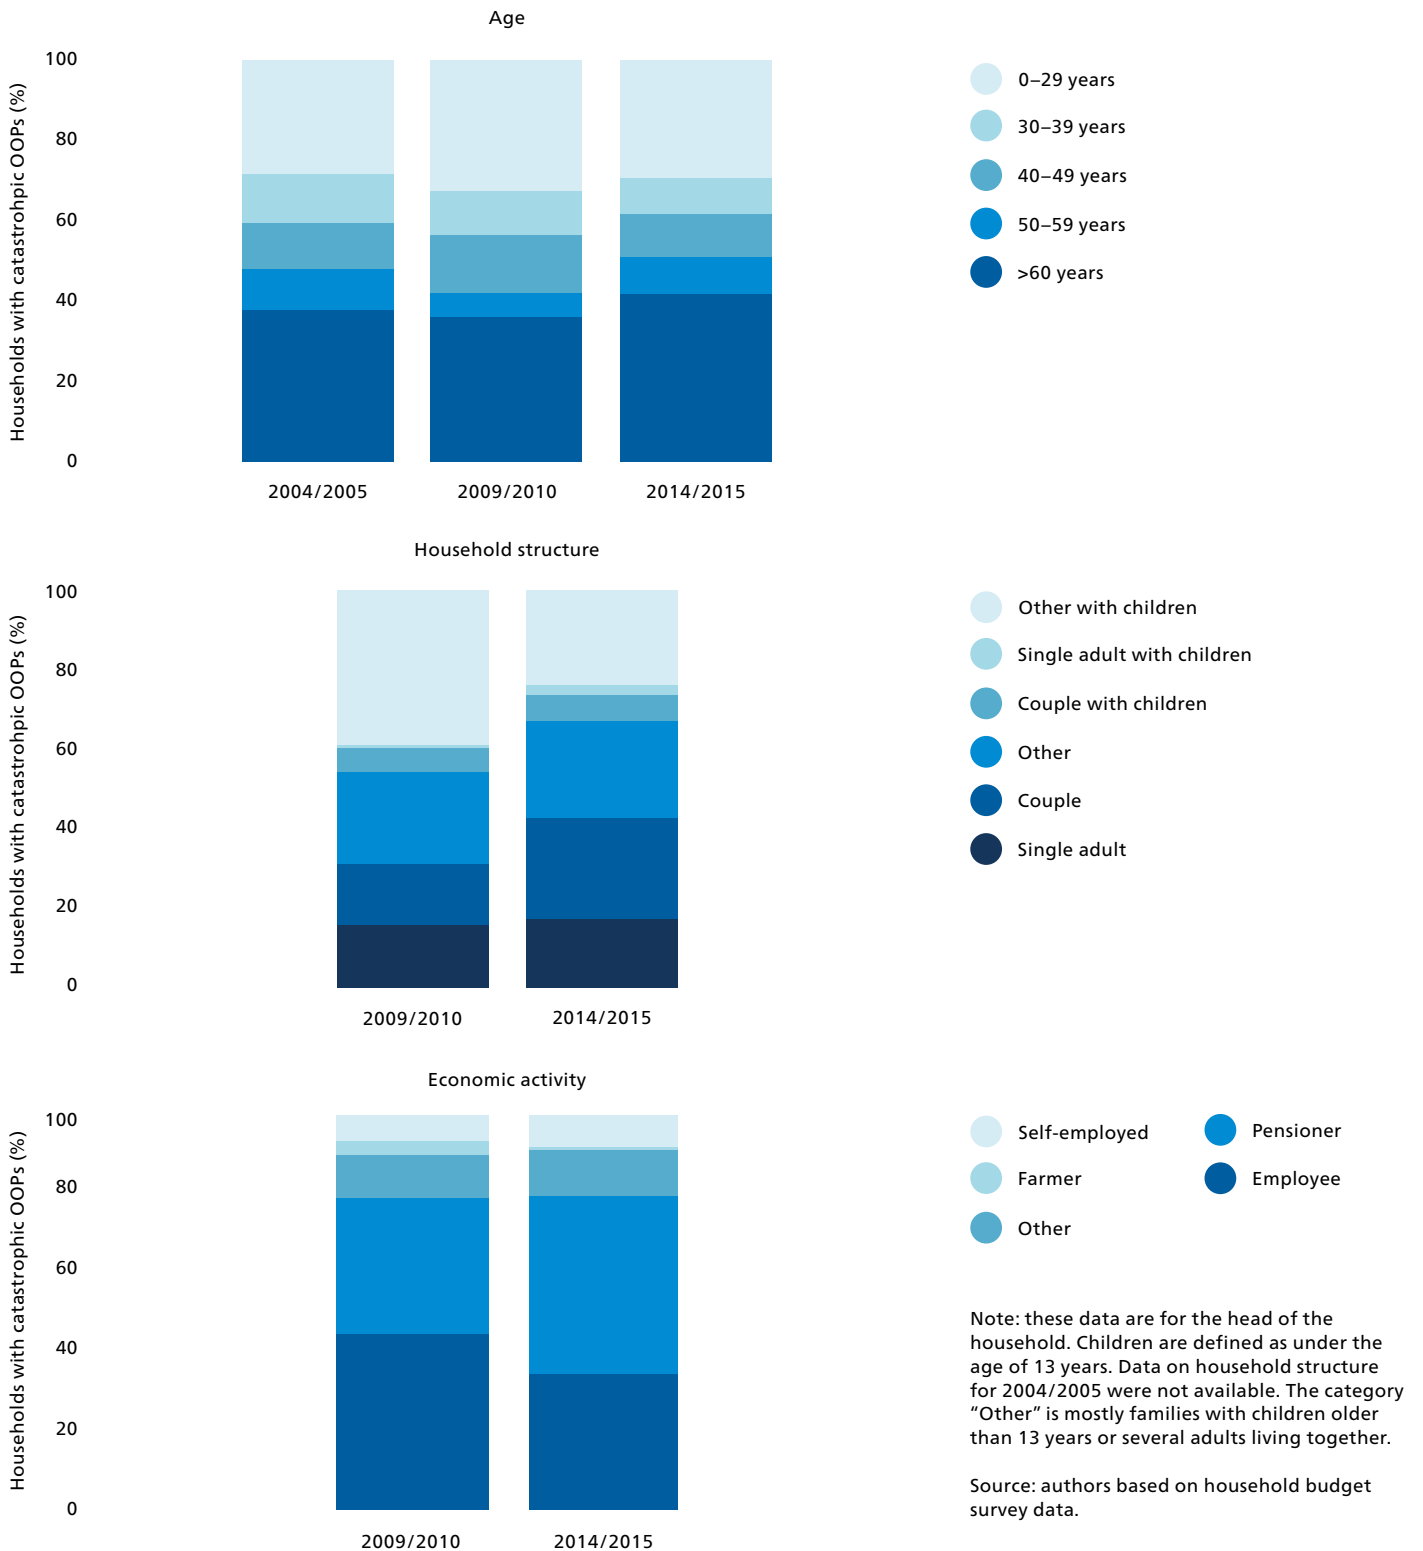 Age
Households with catastrohpic OOPs (%)
100
80
60
40
20
0
2004/2005
2009/2010
2014/2015
0–29 years
30–39 years
40–49 years
50–59 years
>60 years
Household structure
Households with catastrohpic OOPs (%)
100
80
60
40
20
0
2009/2010
2014/2015
Other with children
Single adult with children
Couple with children
Other
Couple
Single adult
Economic activity
Households with catastrophic OOPs (%)
100
80
60
40
20
0
2009/2010
2014/2015
Self-employed
Farmer
Other
Pensioner
Employee
Note: these data are for the head of the
household. Children are defined as under the
age of 13 years. Data on household structure
for 2004/2005 were not available. The category
“Other” is mostly families with children older
than 13 years or several adults living together.
Source: authors based on household budget
survey data.